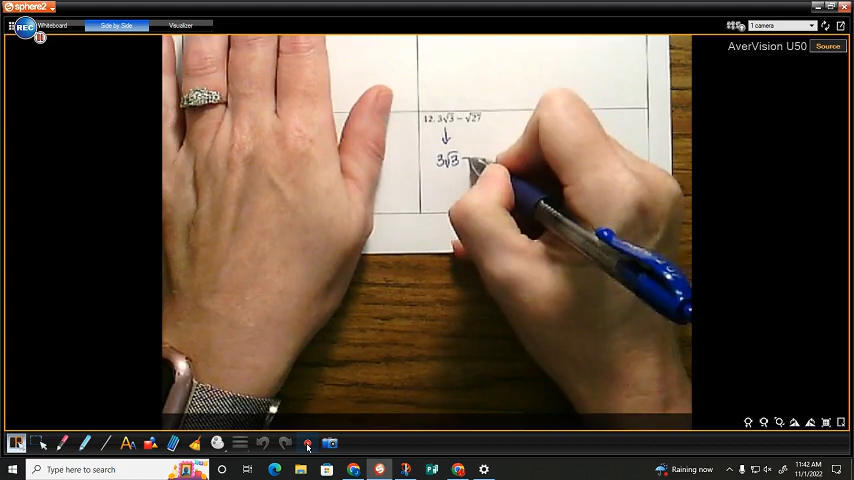 sphere2
REC
Whiteboard
Side by Side
Visualizer
1 camera
AverVision U50
Source
12. 3√3 − √27
3√3 −
Type here to search
Raining now
11:42 AM
11/1/2022